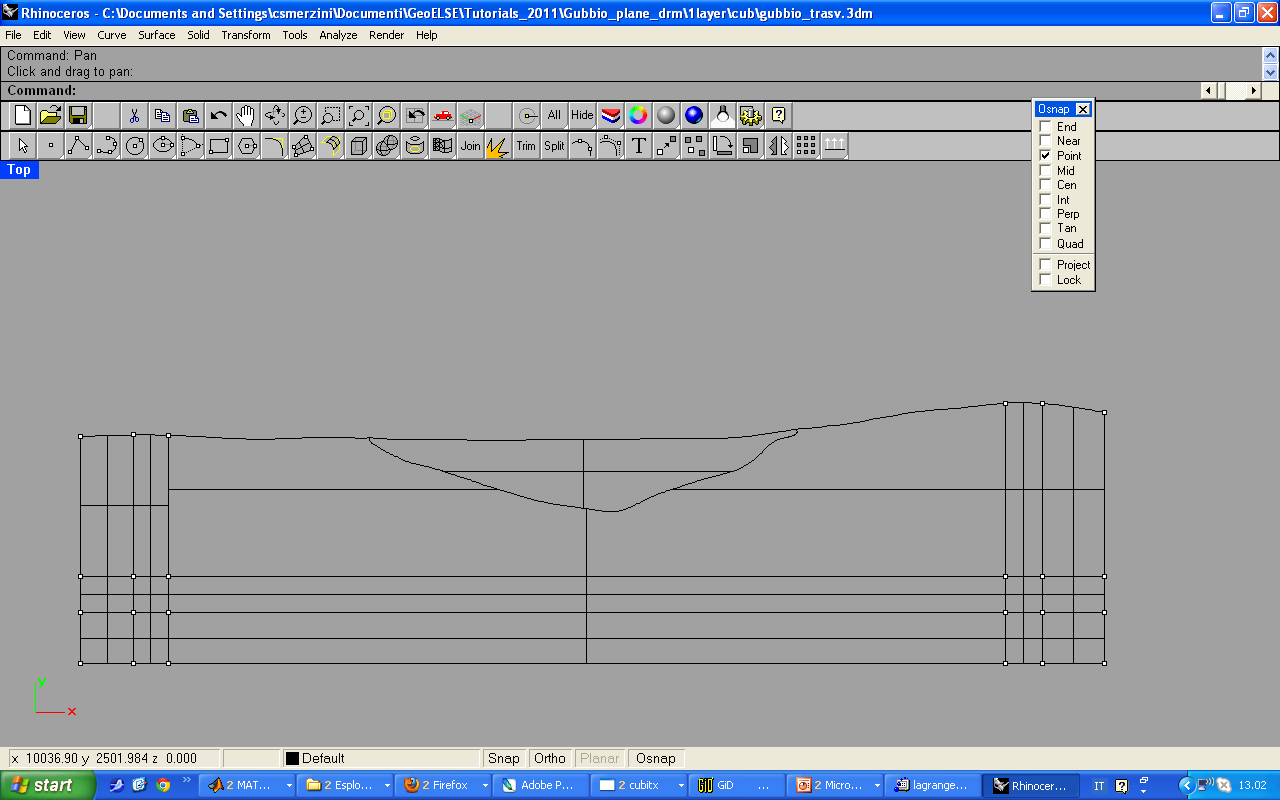 Rhinoceros - C:\Documents and Settings\csmerzini\Documenti\GeoELSE\Tutorials_2011\Gubbio_plane_drm\1layer\cub\gubbio_trasv.3dm
File Edit View Curve Surface Solid Transform Tools Analyze Render Help
Command: Pan
Click and drag to pan:
Command:
All Hide
Join Trim Split T
Osnap
End
Near
Point
Mid
Cen
Int
Perp
Tan
Quad
Project
Lock
Top
y
x
x 10036.90 y 2501.984 z 0.000 Default Snap Ortho Planar Osnap
start » 2 MAT... 2 Esplo... 2 Firefox Adobe P... 2 cubitx GiD ... 2 Micro... lagrange... Rhinocer... IT 13.02